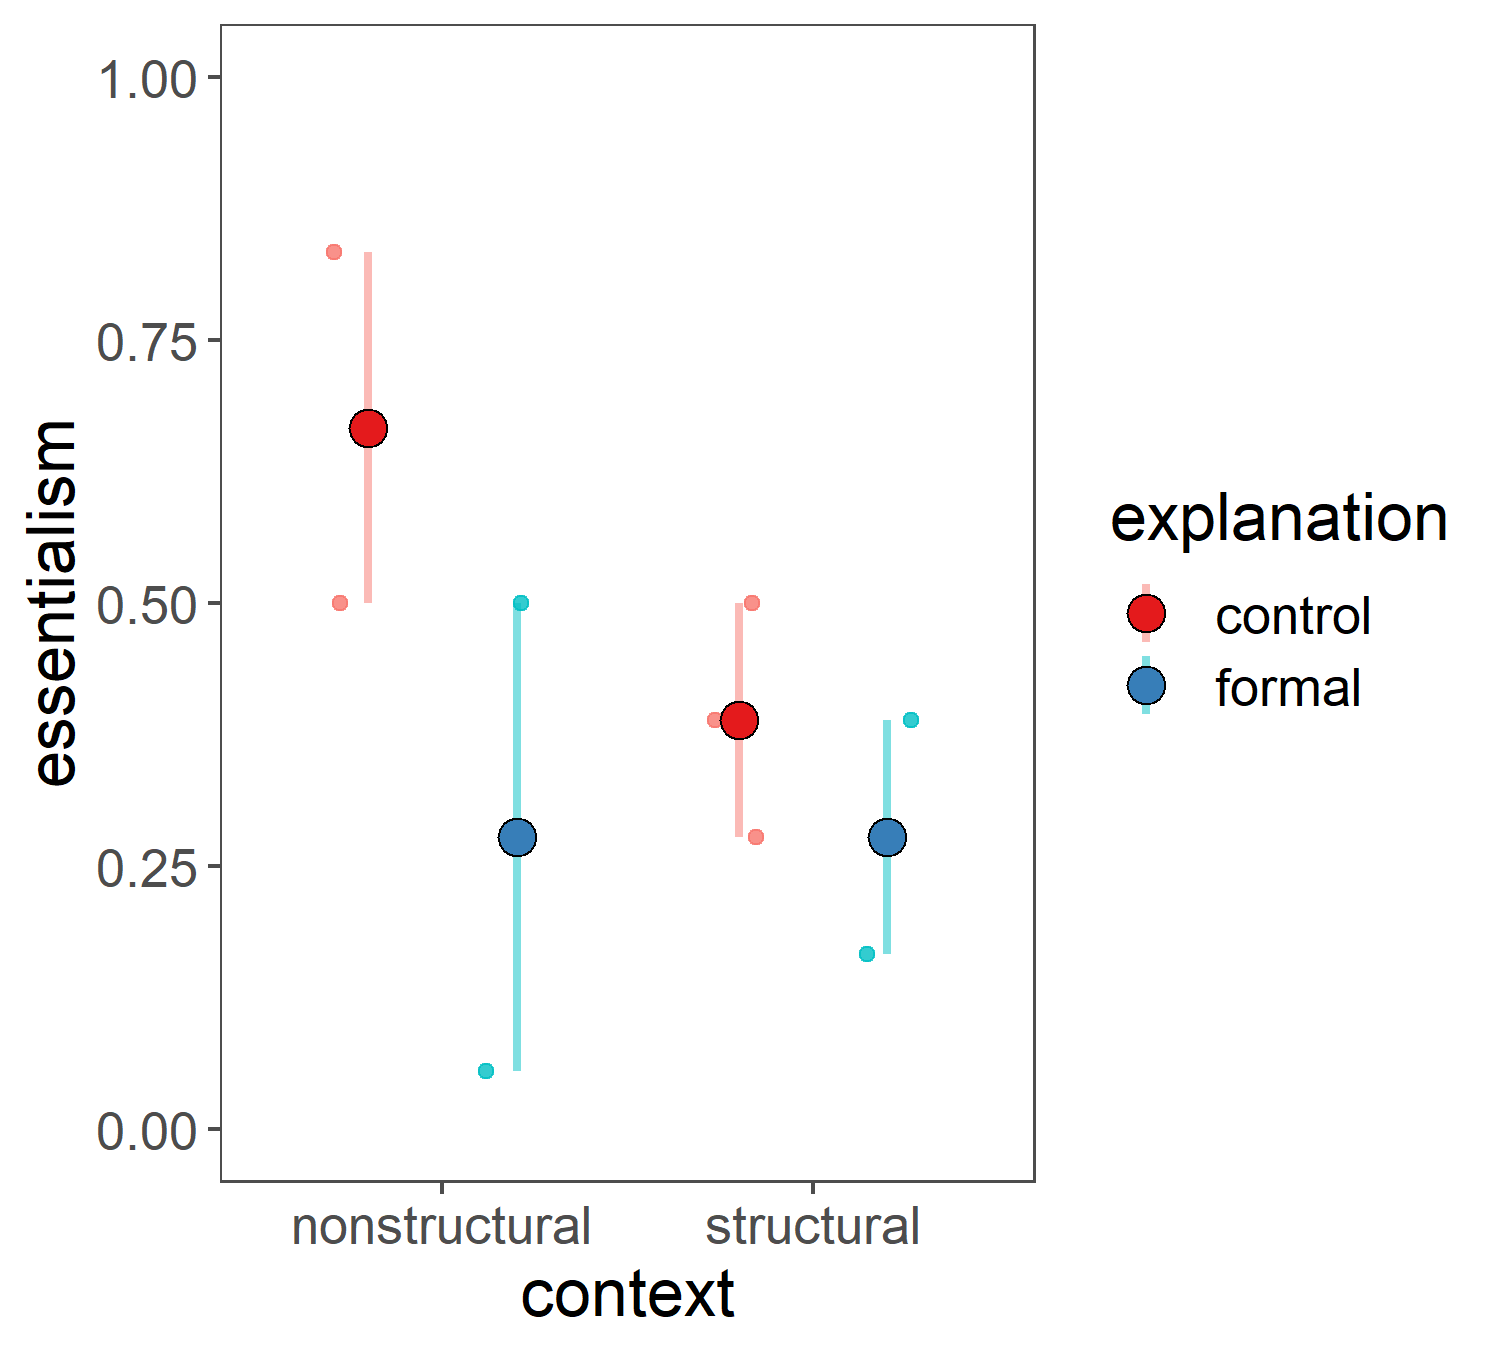 1.00
0.75
0.50
0.25
0.00
essentialism
nonstructural
structural
context
explanation
control
formal